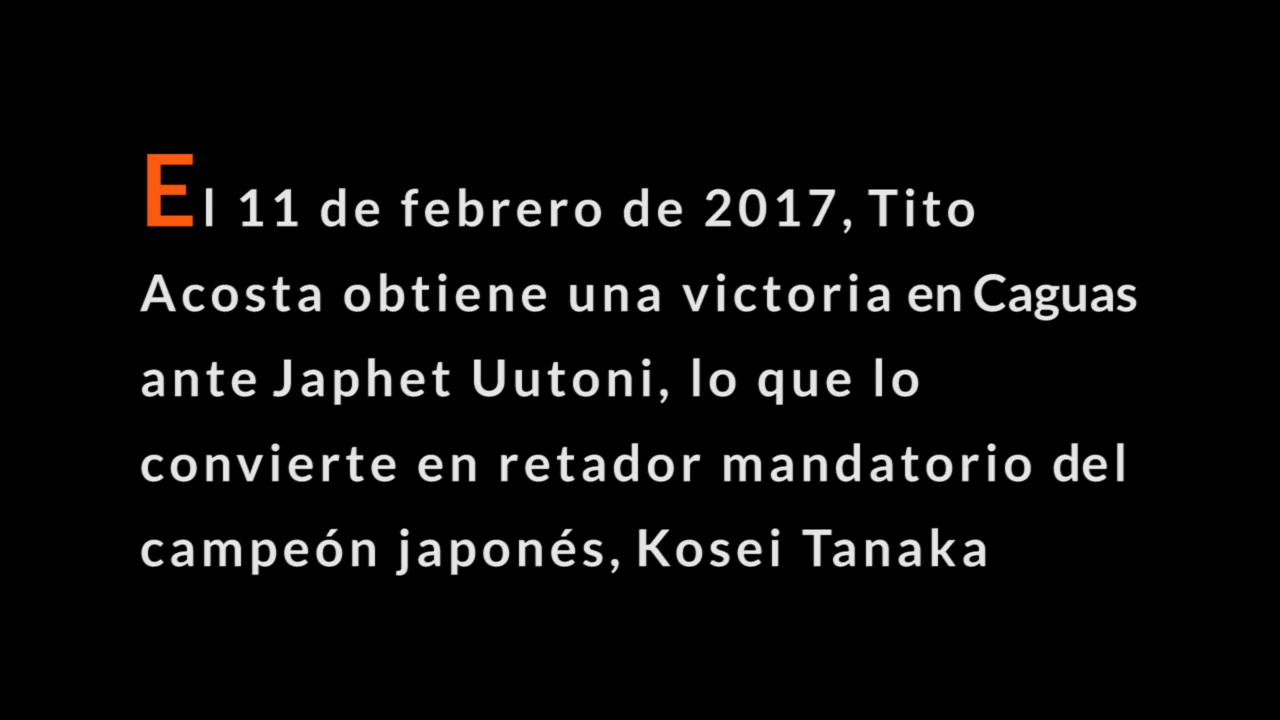 El 11 de febrero de 2017, Tito
Acosta obtiene una victoria en Caguas
ante Japhet Uutoni, lo que lo
convierte en retador mandatorio del
campeón japonés, Kosei Tanaka